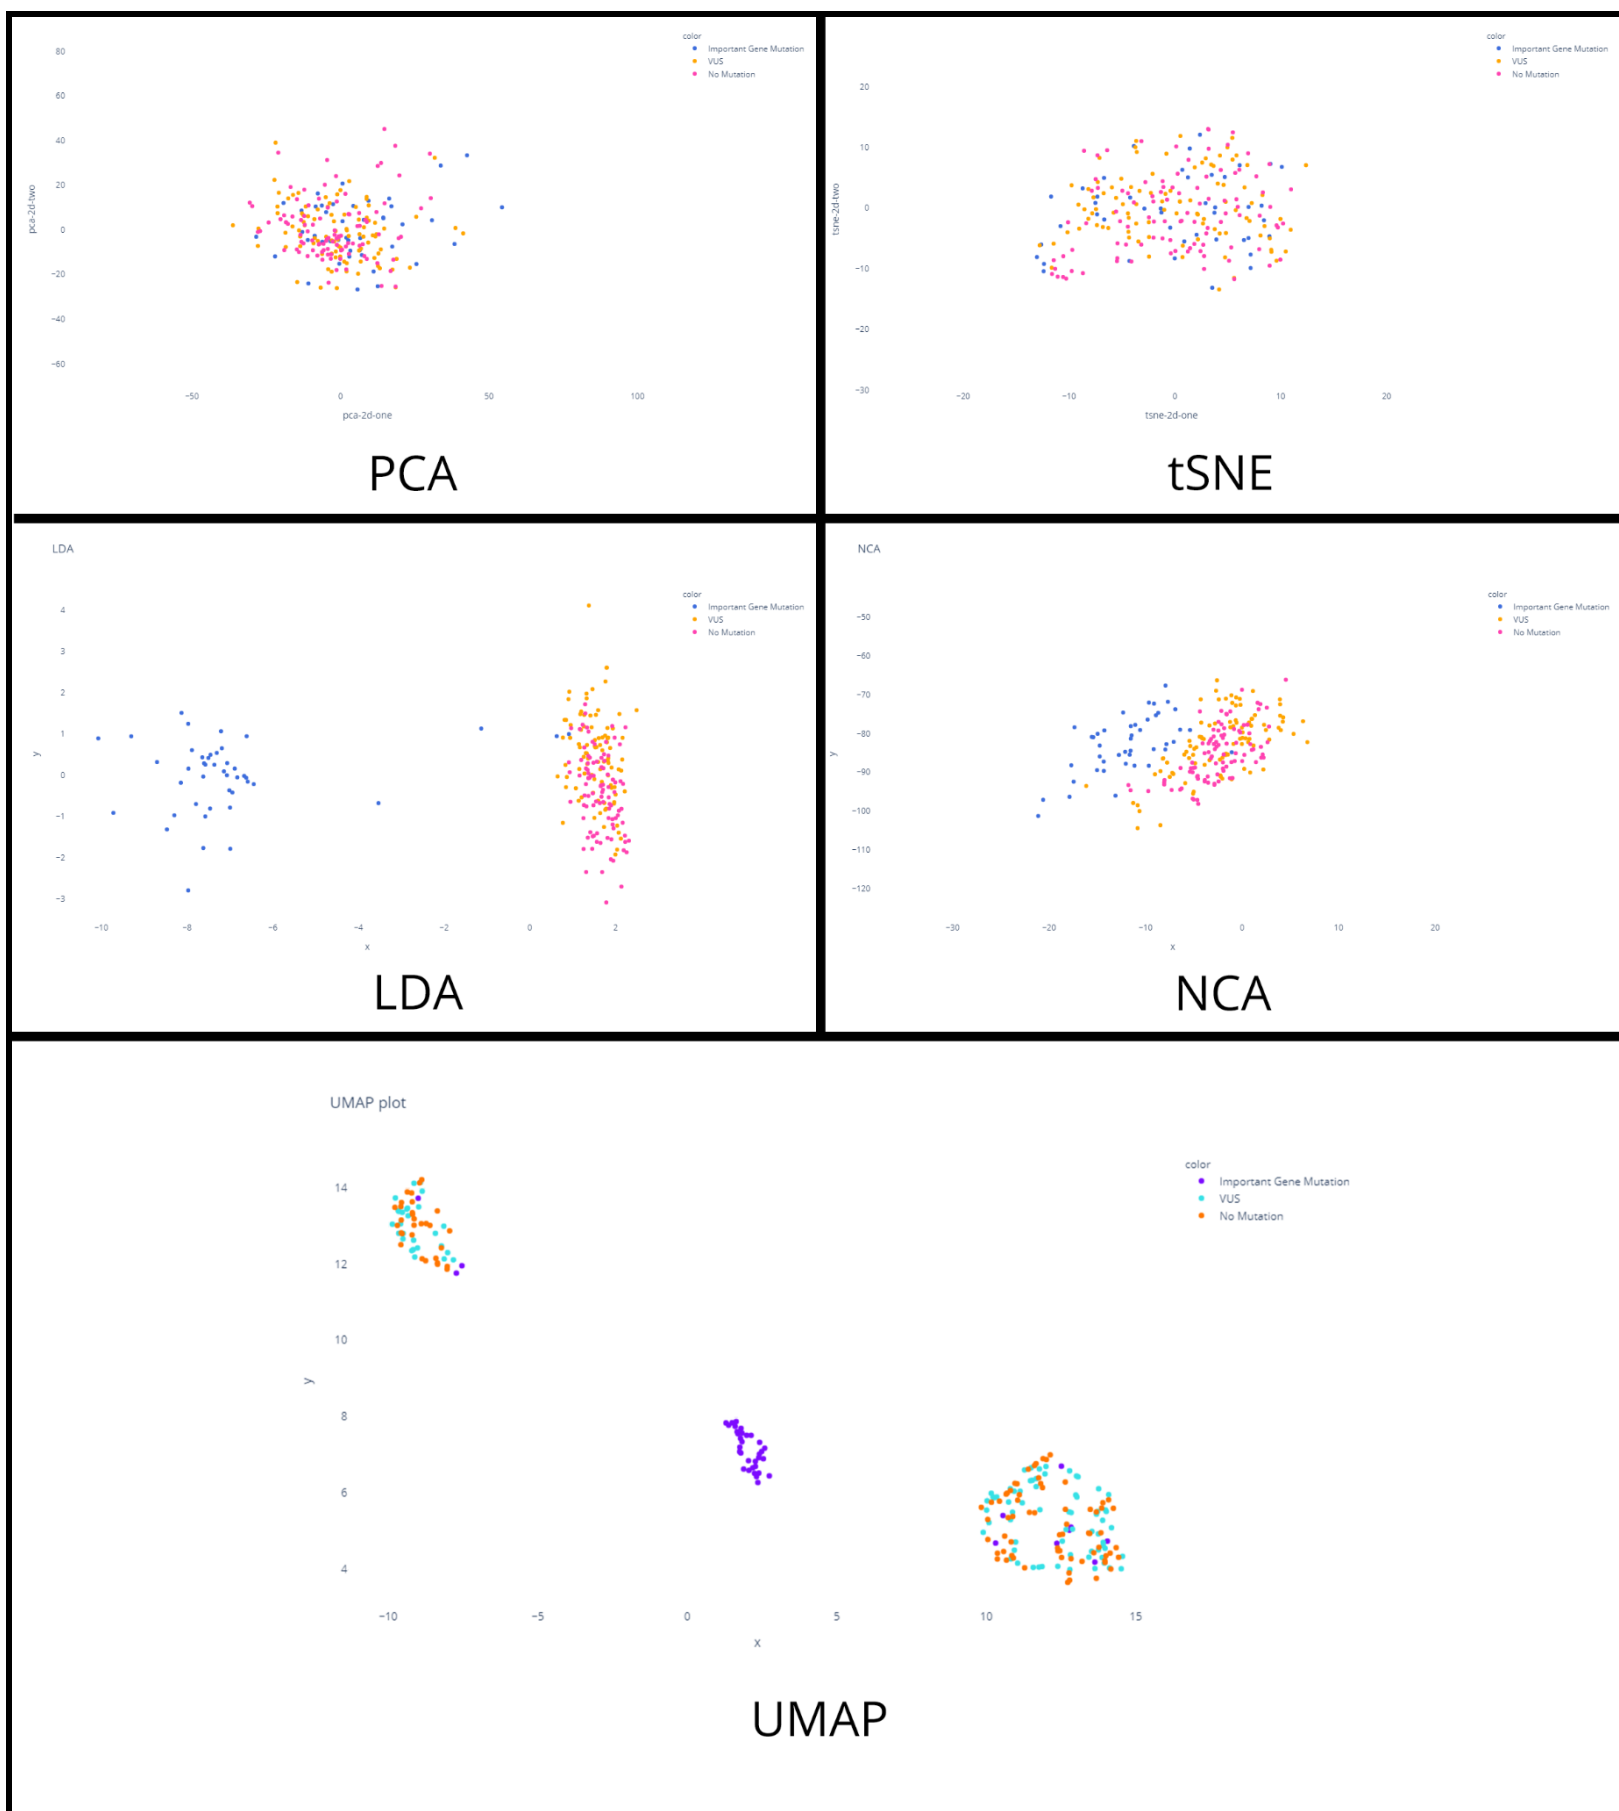 color
Important Gene Mutation
VUS
No Mutation
80
60
40
20
0
−20
−40
−60
pca-2d-two
−50
0
50
100
pca-2d-one
PCA
color
Important Gene Mutation
VUS
No Mutation
20
10
0
−10
−20
−30
tsne-2d-two
−20
−10
0
10
20
tsne-2d-one
tSNE
LDA
color
Important Gene Mutation
VUS
No Mutation
4
3
2
1
0
−1
−2
−3
y
−10
−8
−6
−4
−2
0
2
x
LDA
NCA
color
Important Gene Mutation
VUS
No Mutation
−50
−60
−70
−80
−90
−100
−110
−120
y
−30
−20
−10
0
10
20
x
NCA
UMAP plot
color
Important Gene Mutation
VUS
No Mutation
14
12
10
8
6
4
y
−10
−5
0
5
10
15
x
UMAP